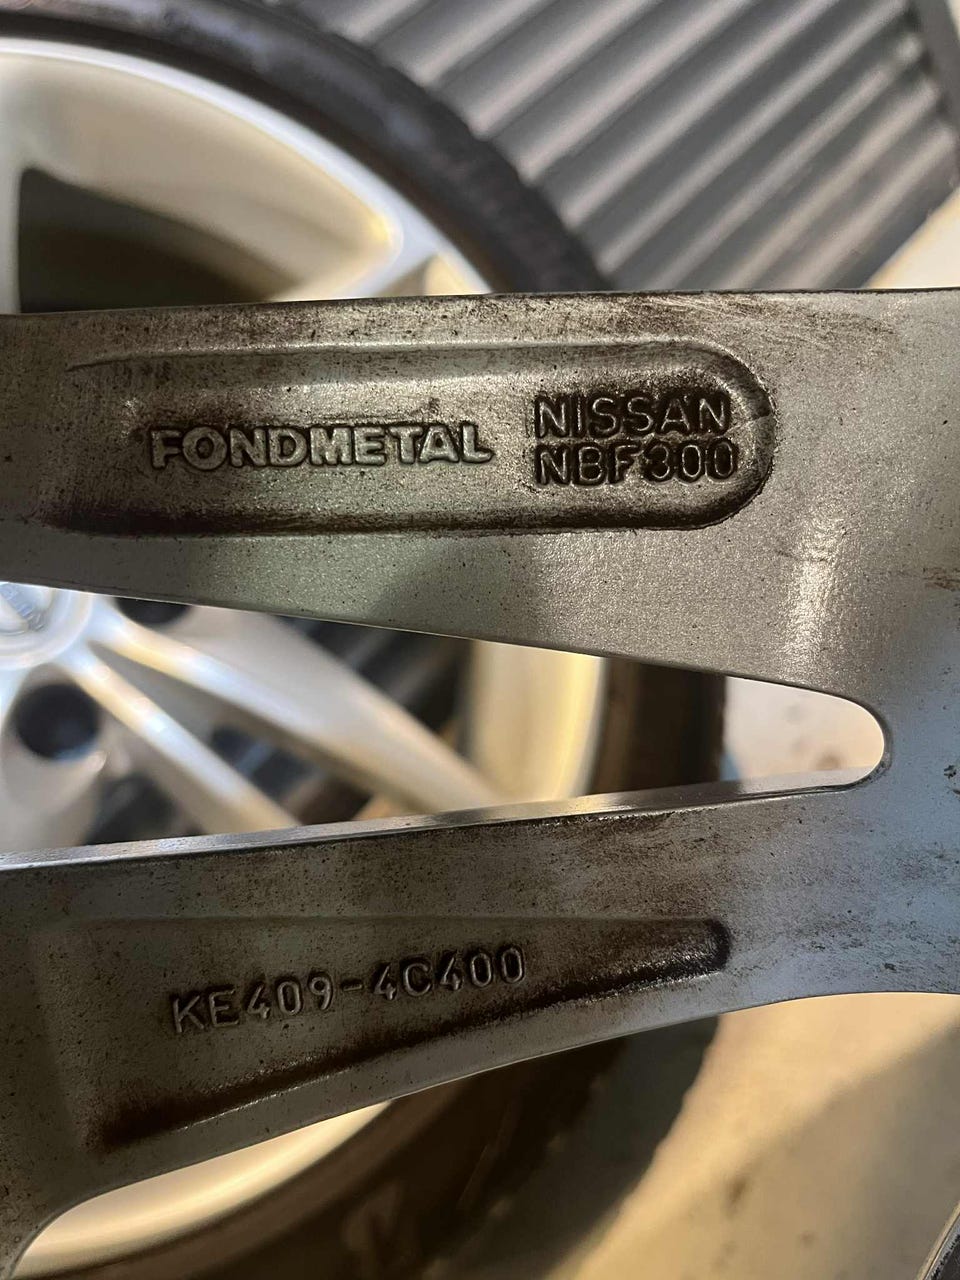 FONDMETAL
NISSAN
NBF300
KE409-4C400